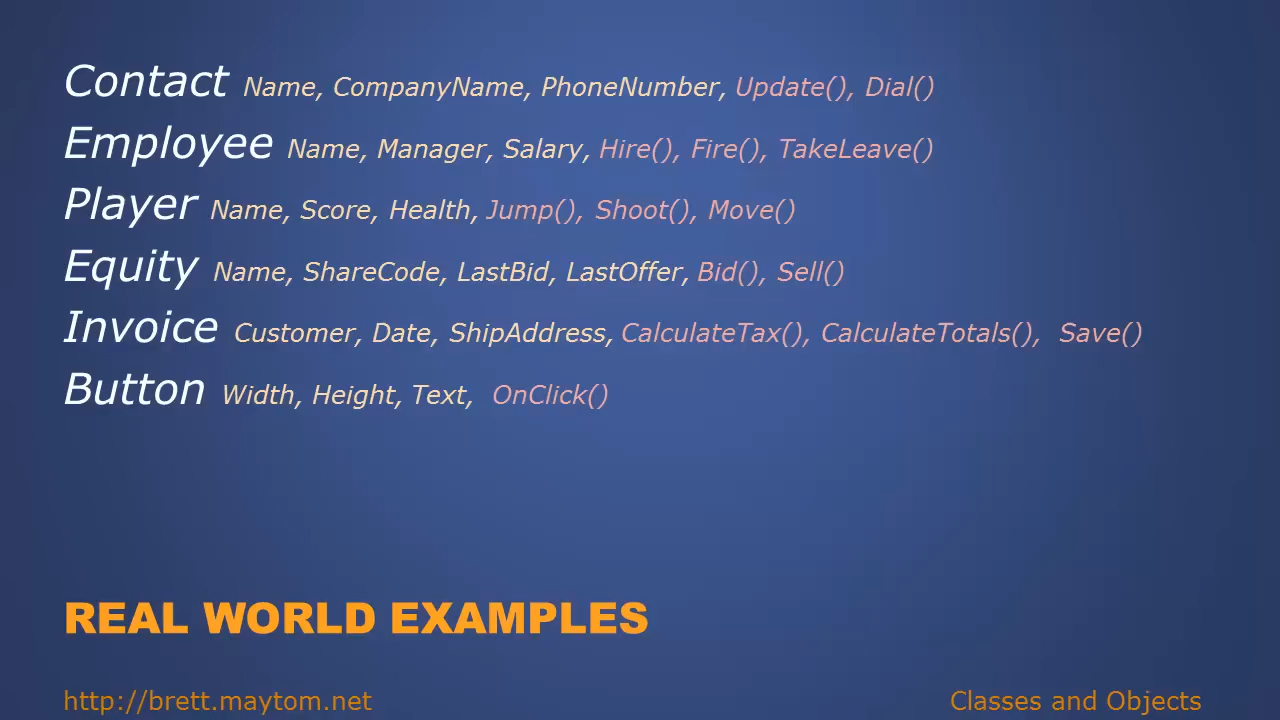 Contact Name, CompanyName, PhoneNumber, Update(), Dial()
Employee Name, Manager, Salary, Hire(), Fire(), TakeLeave()
Player Name, Score, Health, Jump(), Shoot(), Move()
Equity Name, ShareCode, LastBid, LastOffer, Bid(), Sell()
Invoice Customer, Date, ShipAddress, CalculateTax(), CalculateTotals(), Save()
Button Width, Height, Text, OnClick()
REAL WORLD EXAMPLES
http://brett.maytom.net
Classes and Objects